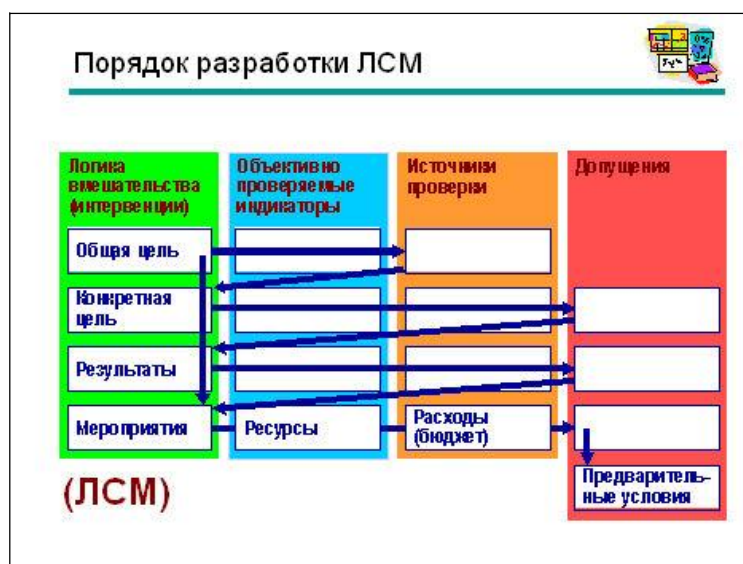 Порядок разработки ЛСМ
Логика
вмешательства
(интервенции)
Объективно
проверяемые
индикаторы
Источники
проверки
Допущения
Общая цель
Конкретная
цель
Результаты
Мероприятия
Ресурсы
Расходы
(бюджет)
Предваритель-
ные условия
(ЛСМ)